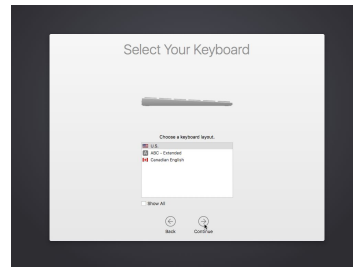 Select Your Keyboard
Choose a keyboard layout.
U.S.
ABC - Extended
Canadian English
Show All
Back
Continue